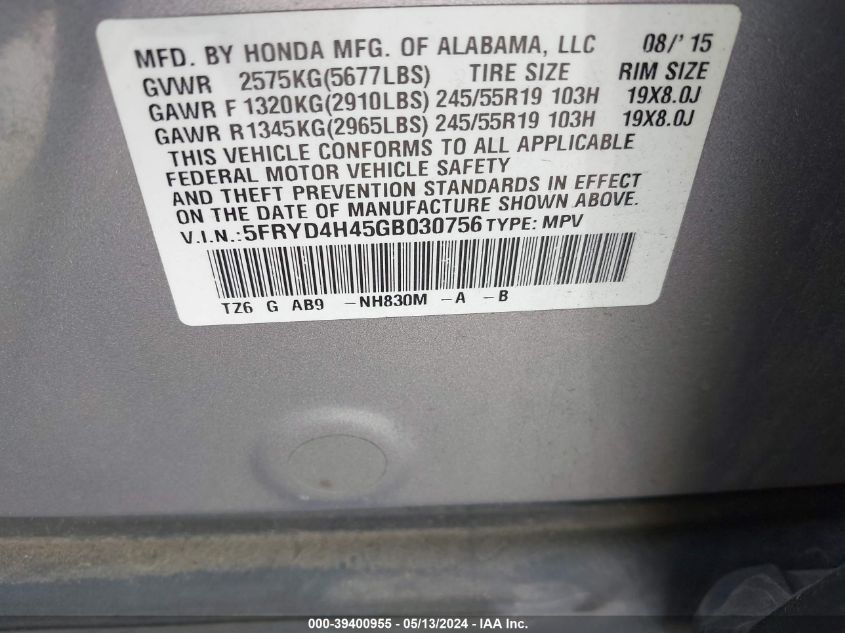 MFD. BY HONDA MFG. OF ALABAMA, LLC 08/'15
GVWR 2575KG(5677LBS) TIRE SIZE RIM SIZE
GAWR F 1320KG(2910LBS) 245/55R19 103H 19X8.0J
GAWR R 1345KG(2965LBS) 245/55R19 103H 19X8.0J
THIS VEHICLE CONFORMS TO ALL APPLICABLE
FEDERAL MOTOR VEHICLE SAFETY
AND THEFT PREVENTION STANDARDS IN EFFECT
ON THE DATE OF MANUFACTURE SHOWN ABOVE.
V.I.N.:5FRYD4H45GB030756 TYPE: MPV
TZ6 G AB9 -NH830M -A -B
000-39400955 - 05/13/2024 - IAAI Inc.